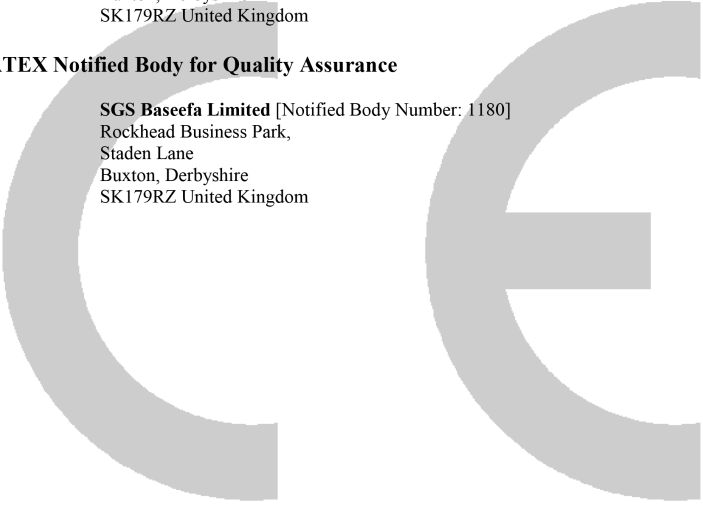 SK179RZ United Kingdom
TEX Notified Body for Quality Assurance
SGS Baseefa Limited [Notified Body Number: 1180]
Rockhead Business Park,
Staden Lane
Buxton, Derbyshire
SK179RZ United Kingdom